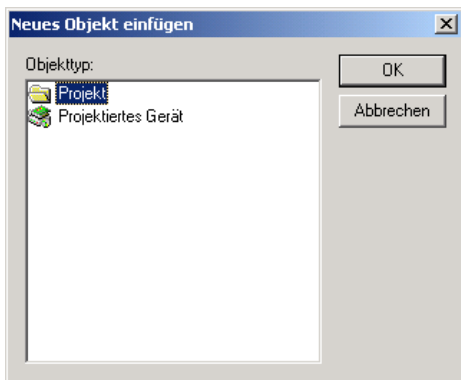 Neues Objekt einfügen
Objekttyp:
OK
Projekt
Projektiertes Gerät
Abbrechen